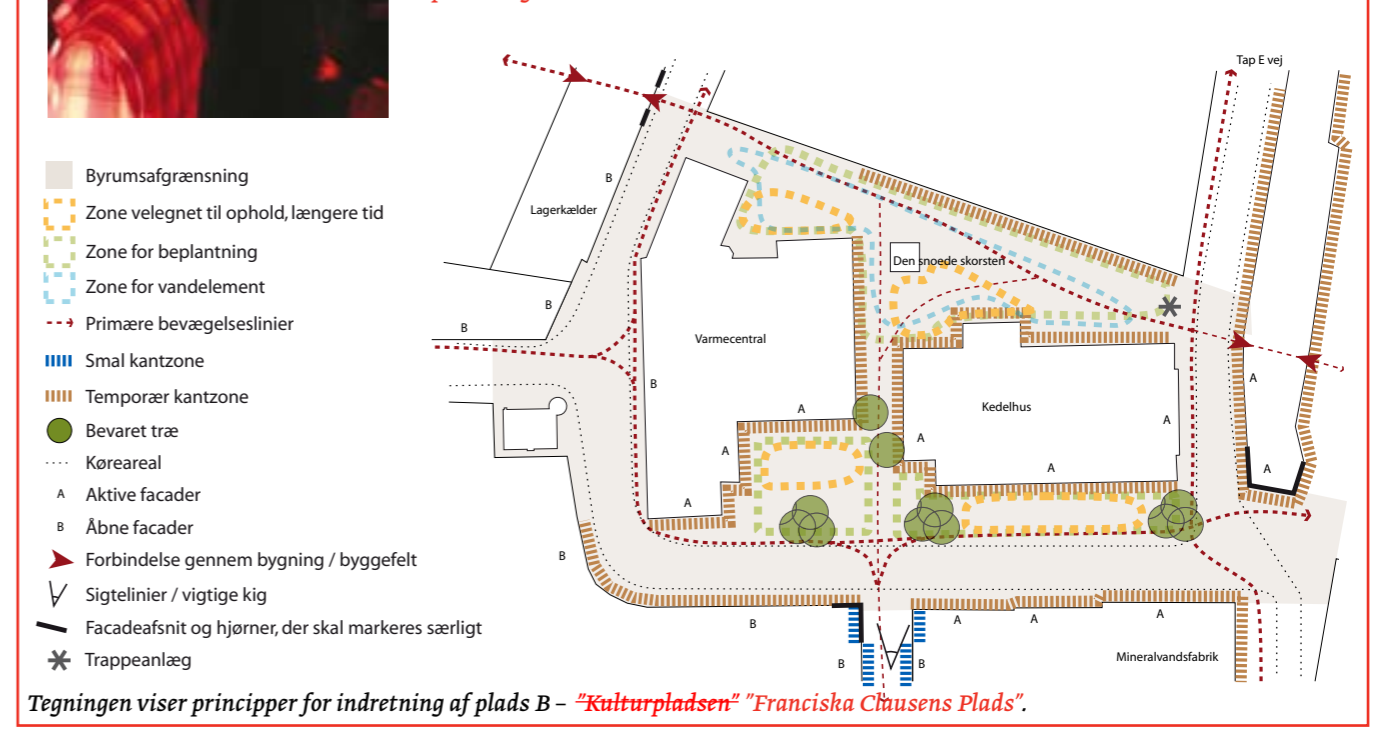 Tap E vej
Byrumsafgrænsning
Zone velegnet til ophold, længere tid
Zone for beplantning
Zone for vandelement
Primære bevægelseslinier
Smal kantzone
Temporær kantzone
Bevaret træ
Køreareal
A Aktive facader
B Åbne facader
Forbindelse gennem bygning / byggefelt
Sigtelinier / vigtige kig
Facadeafsnit og hjørner, der skal markeres særligt
Trappeanlæg
B
Lagerkælder
Den snoede skorsten
B
B
Varmecentral
B
A
Kedelhus
A
A
A
A
A
A
A
A
B
B
A
A
A
B
B
Mineralvandsfabrik
Tegningen viser principper for indretning af plads B – "Kulturpladsen" "Franciska Clausens Plads".